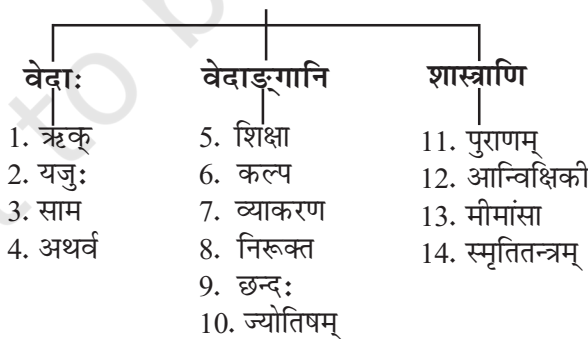 वेदाः
1. ऋक्
2. यजुः
3. साम
4. अथर्व
वेदाङ्गानि
5. शिक्षा
6. कल्प
7. व्याकरण
8. निरूक्त
9. छन्दः
10. ज्योतिषम्
शास्त्राणि
11. पुराणम्
12. आन्विक्षिकी
13. मीमांसा
14. स्मृतितन्त्रम्
to b